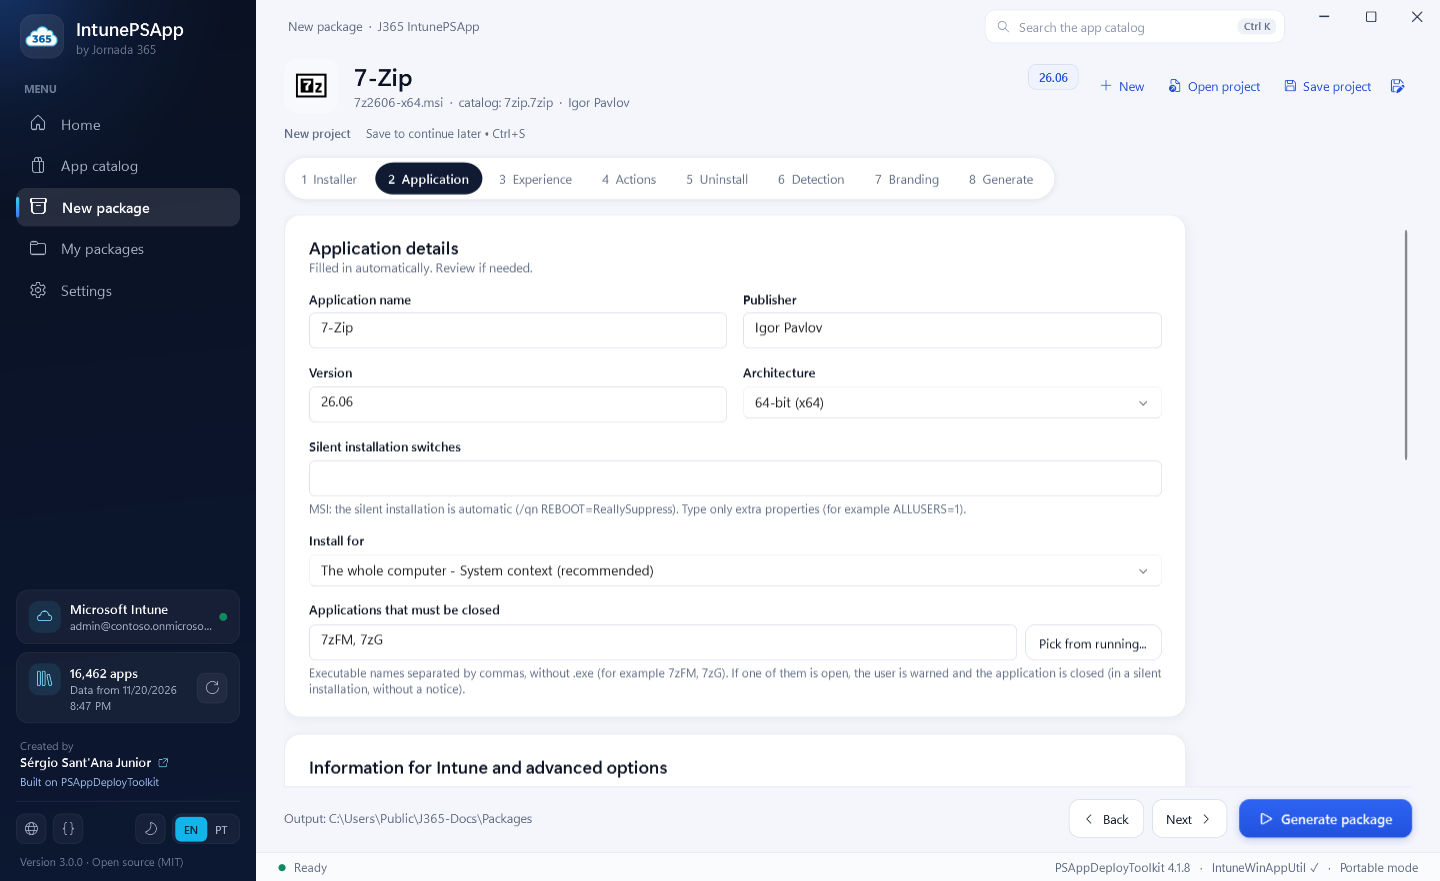 365
IntunePSApp
by Jornada 365
MENU
Home
App catalog
New package
My packages
Settings
Microsoft Intune
admin@contoso.onmicroso...
16,462 apps
Data from 11/20/2026
8:47 PM
Created by
Sérgio Sant'Ana Junior
Built on PSAppDeployToolkit
{}
EN PT
Version 3.0.0 · Open source (MIT)
New package · J365 IntunePSApp
Search the app catalog Ctrl K
7z
7-Zip
7z2606-x64.msi · catalog: 7zip.7zip · Igor Pavlov
26.06
New
Open project
Save project
New project Save to continue later • Ctrl+S
1 Installer
2 Application
3 Experience
4 Actions
5 Uninstall
6 Detection
7 Branding
8 Generate
Application details
Filled in automatically. Review if needed.
Application name
7-Zip
Publisher
Igor Pavlov
Version
26.06
Architecture
64-bit (x64)
Silent installation switches
MSI: the silent installation is automatic (/qn REBOOT=ReallySuppress). Type only extra properties (for example ALLUSERS=1).
Install for
The whole computer - System context (recommended)
Applications that must be closed
7zFM, 7zG
Pick from running...
Executable names separated by commas, without .exe (for example 7zFM, 7zG). If one of them is open, the user is warned and the application is closed (in a silent
installation, without a notice).
Information for Intune and advanced options
Output: C:\Users\Public\J365-Docs\Packages
Back
Next
Generate package
Ready
PSAppDeployToolkit 4.1.8 · IntuneWinAppUtil ✓ · Portable mode